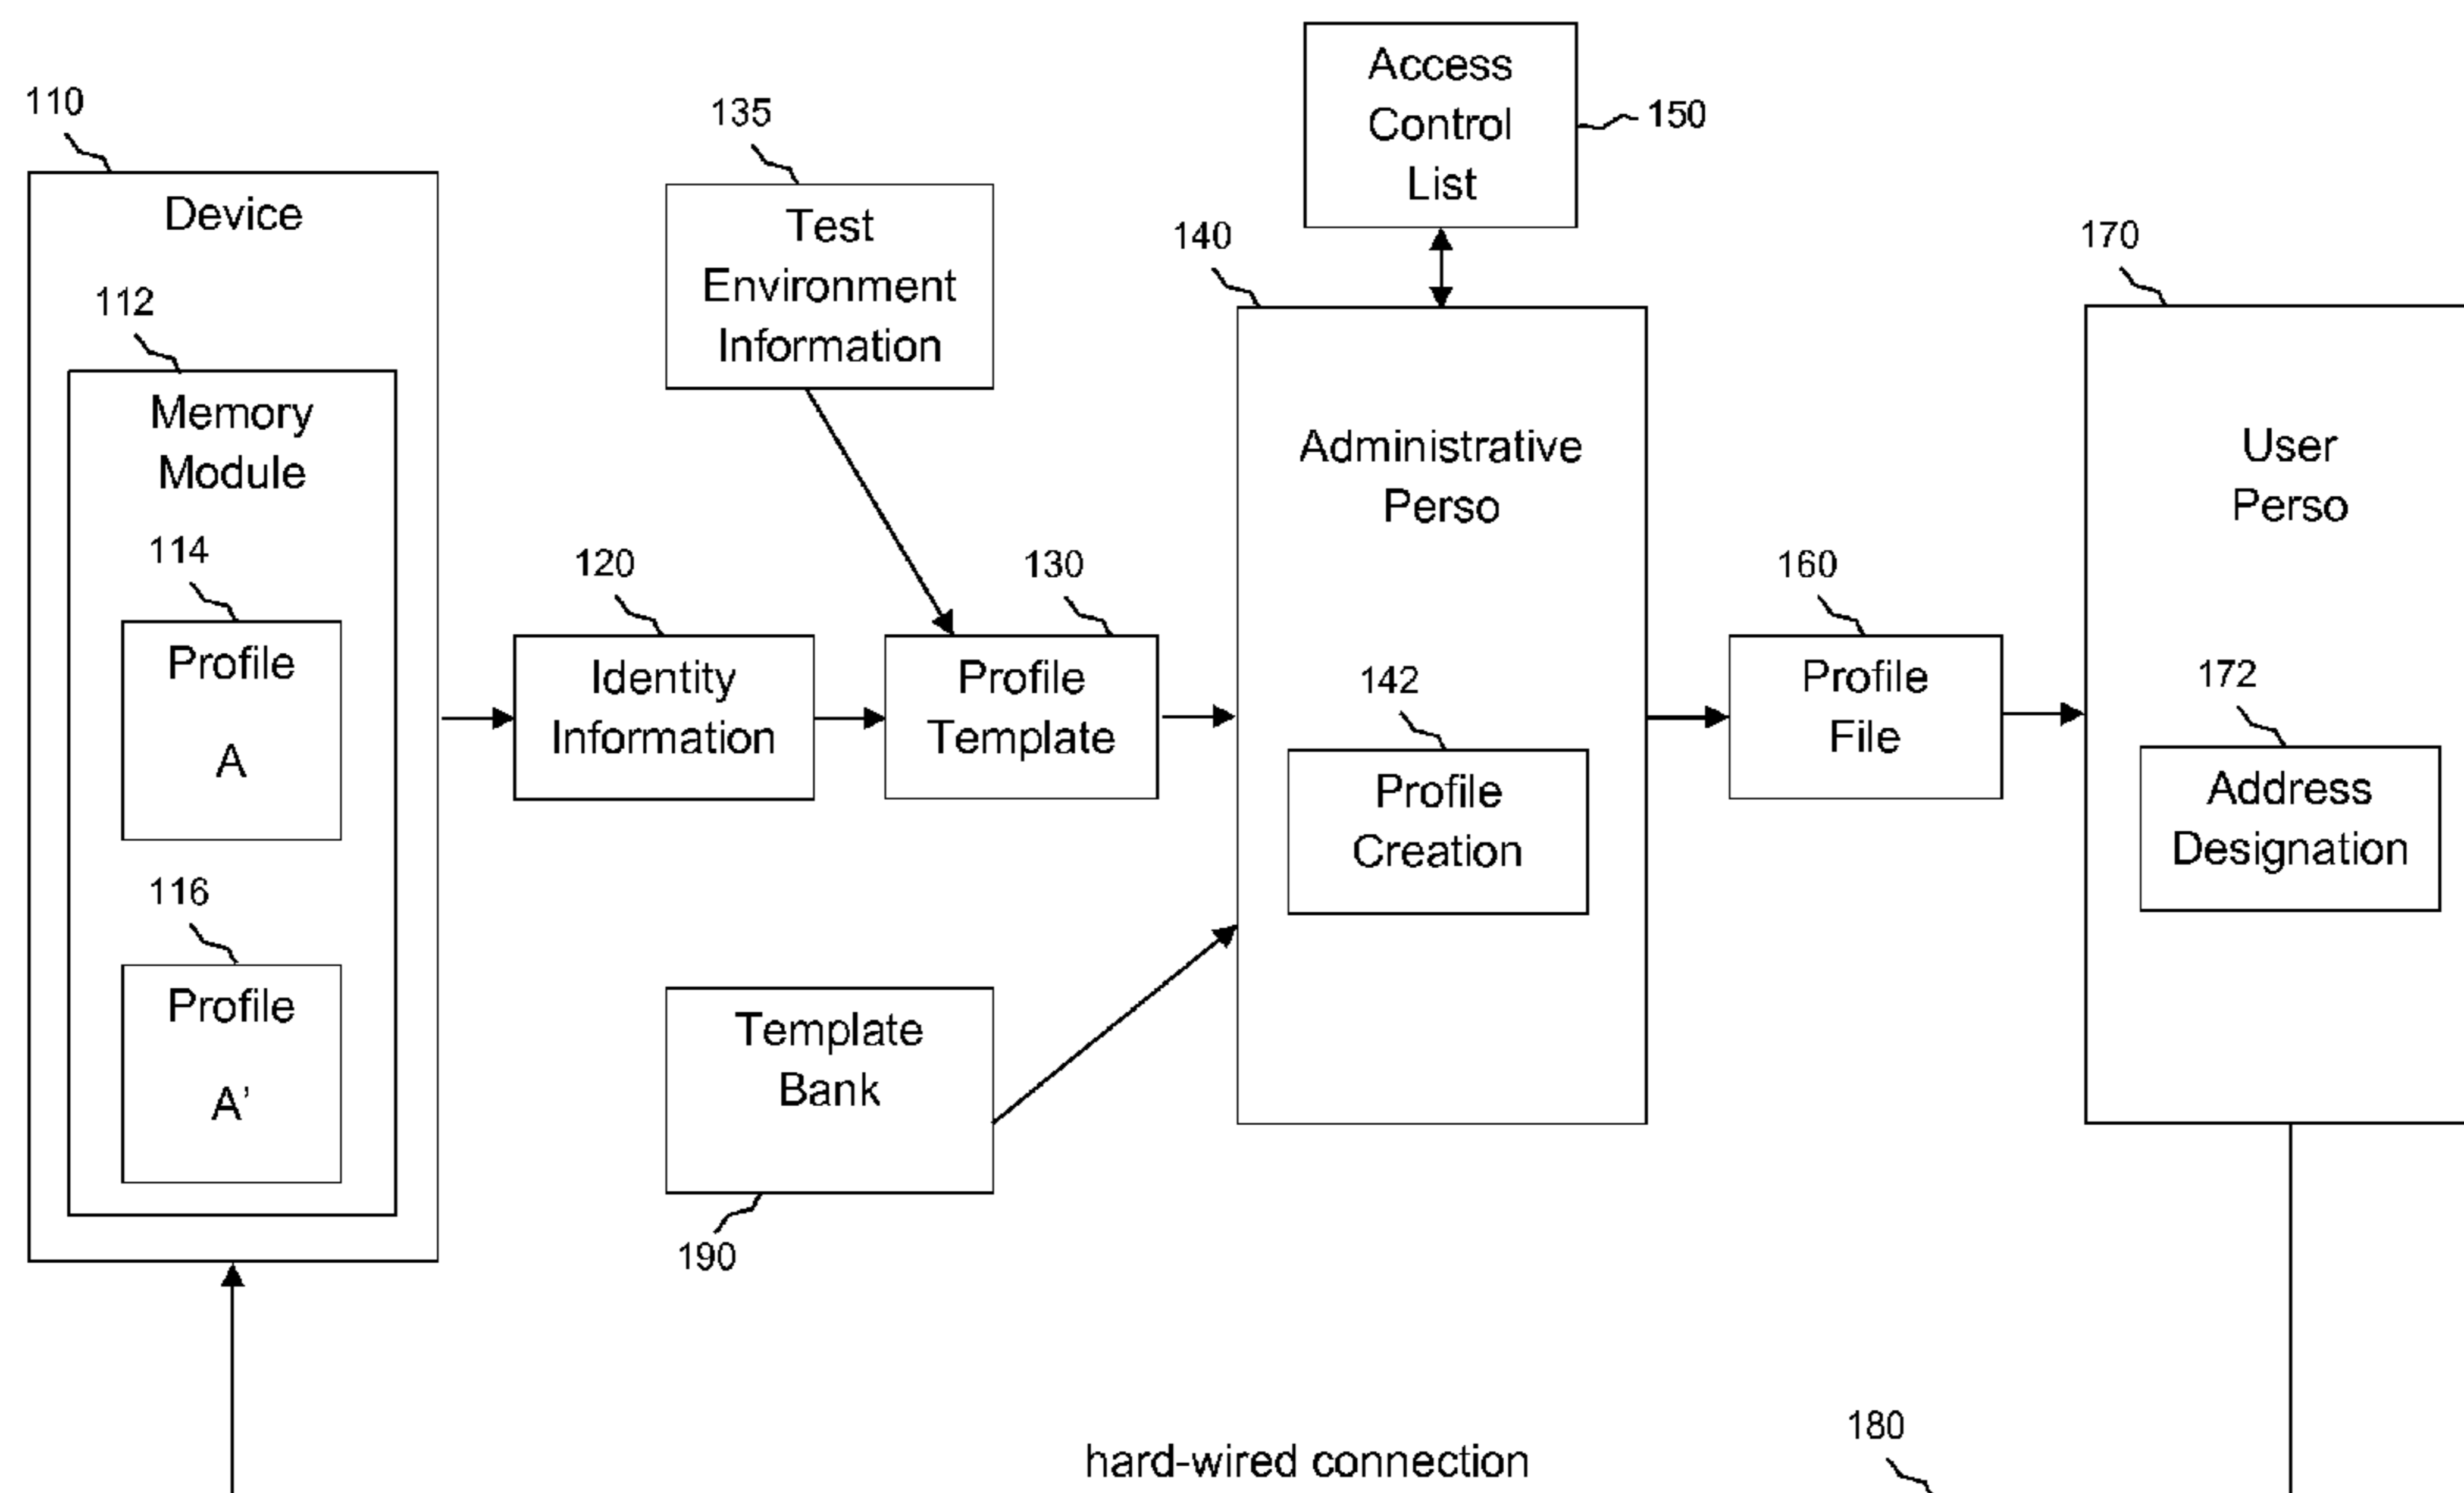 110
Device
112
Memory
Module
114
Profile
A
116
Profile
A'
135
Test
Environment
Information
120
Identity
Information
130
Profile
Template
Template
Bank
190
Access
Control
List
150
140
Administrative
Perso
142
Profile
Creation
160
Profile
File
170
User
Perso
172
Address
Designation
hard-wired connection
180